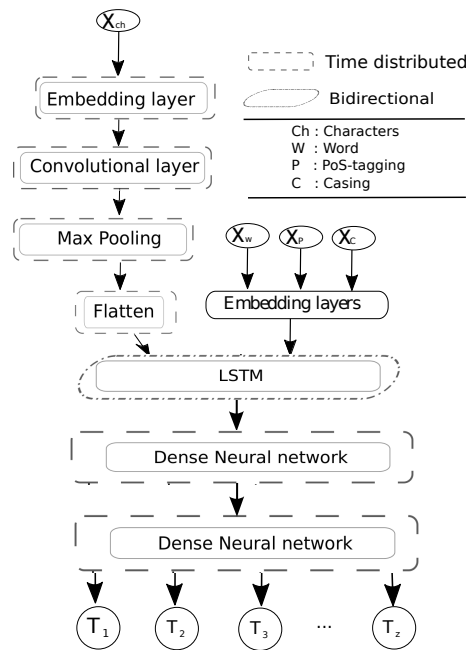 Xch
Time distributed
Embedding layer
Bidirectional
Ch : Characters
W : Word
P : PoS-tagging
C : Casing
Convolutional layer
Max Pooling
Xw XP XC
Flatten
Embedding layers
LSTM
Dense Neural network
Dense Neural network
T1 T2 T3 ... Tz